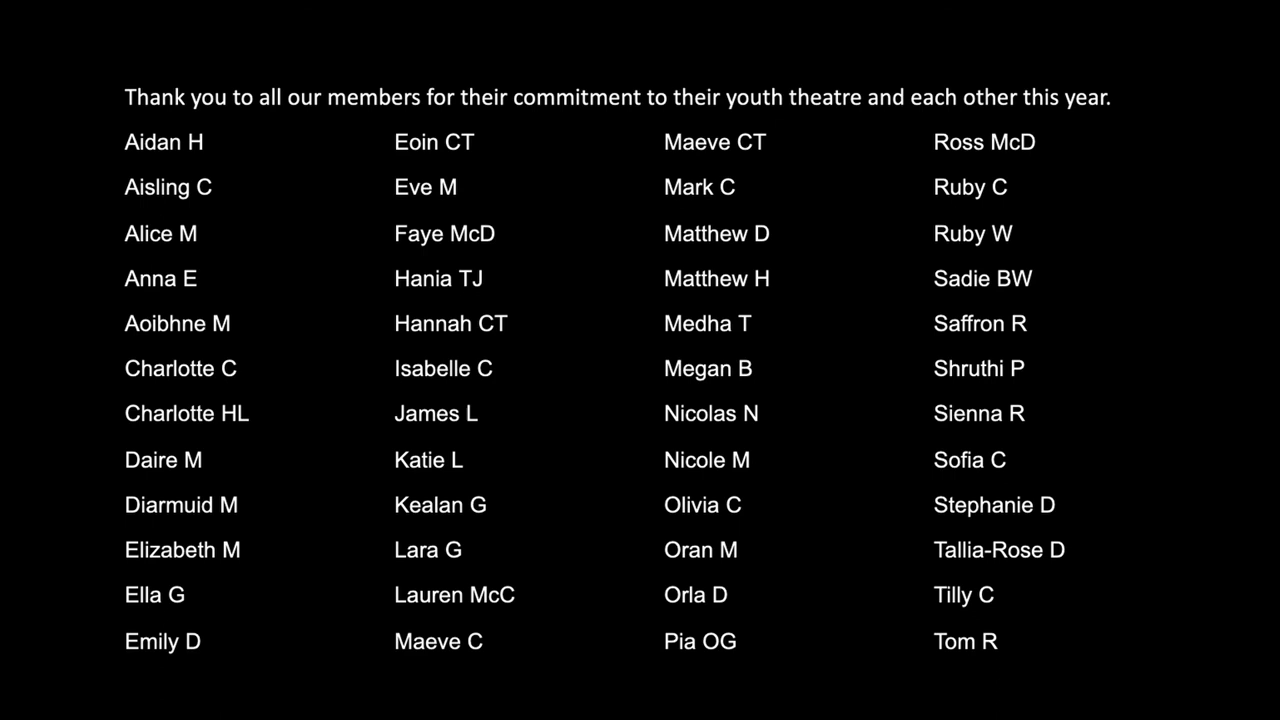 Thank you to all our members for their commitment to their youth theatre and each other this year.
Aidan H
Aisling C
Alice M
Anna E
Aoibhne M
Charlotte C
Charlotte HL
Daire M
Diarmuid M
Elizabeth M
Ella G
Emily D
Eoin CT
Eve M
Faye McD
Hania TJ
Hannah CT
Isabelle C
James L
Katie L
Kealan G
Lara G
Lauren McC
Maeve C
Maeve CT
Mark C
Matthew D
Matthew H
Medha T
Megan B
Nicolas N
Nicole M
Olivia C
Oran M
Orla D
Pia OG
Ross McD
Ruby C
Ruby W
Sadie BW
Saffron R
Shruthi P
Sienna R
Sofia C
Stephanie D
Tallia-Rose D
Tilly C
Tom R